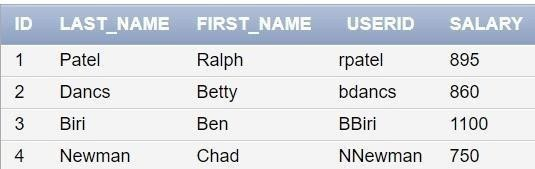 ID LAST_NAME FIRST_NAME USERID SALARY
1 Patel Ralph rpatel 895
2 Dancs Betty bdancs 860
3 Biri Ben BBiri 1100
4 Newman Chad NNewman 750